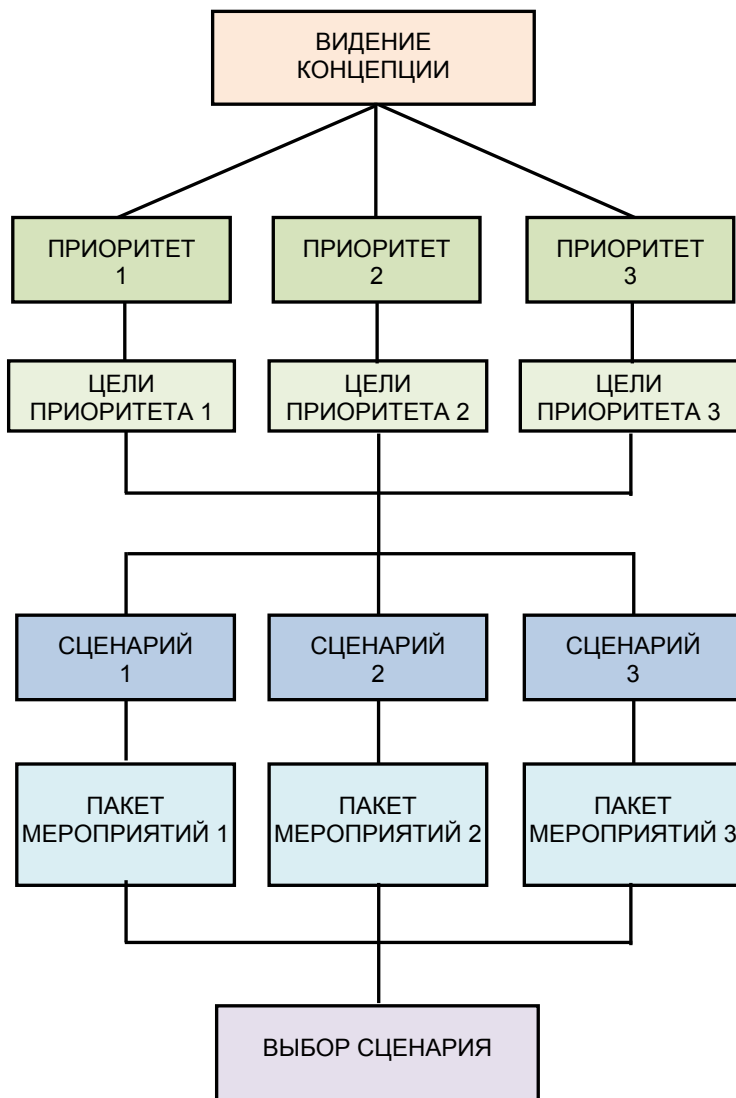 ВИДЕНИЕ
КОНЦЕПЦИИ
ПРИОРИТЕТ
1
ПРИОРИТЕТ
2
ПРИОРИТЕТ
3
ЦЕЛИ
ПРИОРИТЕТА 1
ЦЕЛИ
ПРИОРИТЕТА 2
ЦЕЛИ
ПРИОРИТЕТА 3
СЦЕНАРИЙ
1
СЦЕНАРИЙ
2
СЦЕНАРИЙ
3
ПАКЕТ
МЕРОПРИЯТИЙ 1
ПАКЕТ
МЕРОПРИЯТИЙ 2
ПАКЕТ
МЕРОПРИЯТИЙ 3
ВЫБОР СЦЕНАРИЯ